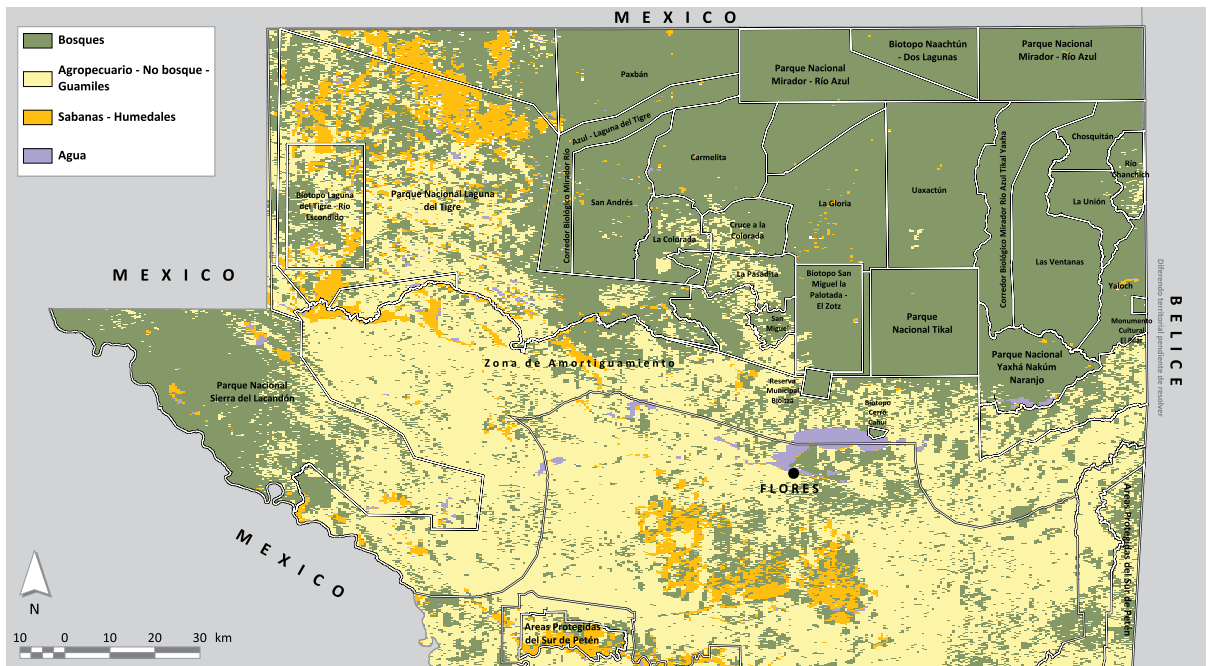 MEXICO
Bosques
Agropecuario - No bosque -
Guamiles
Sabanas - Humedales
Agua
Paxbán
Parque Nacional
Mirador - Río Azul
Biotopo Naachtún
- Dos Lagunas
Parque Nacional
Mirador - Río Azul
Azul - Laguna del Tigre
Corredor Biológico Mirador Río
Carmelita
San Andrés
Biotopo Laguna
del Tigre - Río
Escondido
Parque Nacional Laguna
del Tigre
La Gloria
Uaxactún
Corredor Biológico Mirador Río Azul Tikal Yaxha
Chosquitán
Río
Chanchich
La Unión
Cruce a la
Colorada
La Colorada
Las Ventanas
La Pasadita
Biotopo San
Miguel la
Palotada -
El Zotz
Yaloch
MEXICO
San
Miguel
Parque
Nacional Tikal
Monumento
Cultural
El Pilar
Diferendo territorial pendiente de resolver
BELICE
Zona de Amortiguamiento
Parque Nacional
Yaxhá Nakúm
Naranjo
Parque Nacional
Sierra del Lacandón
Reserva
Municipal
Bioitzá
Biotopo
Cerro
Cahuí
FLORES
Areas Protegidas del Sur de Petén
MEXICO
N
Areas Protegidas
del Sur de Petén
10 0 10 20 30 km